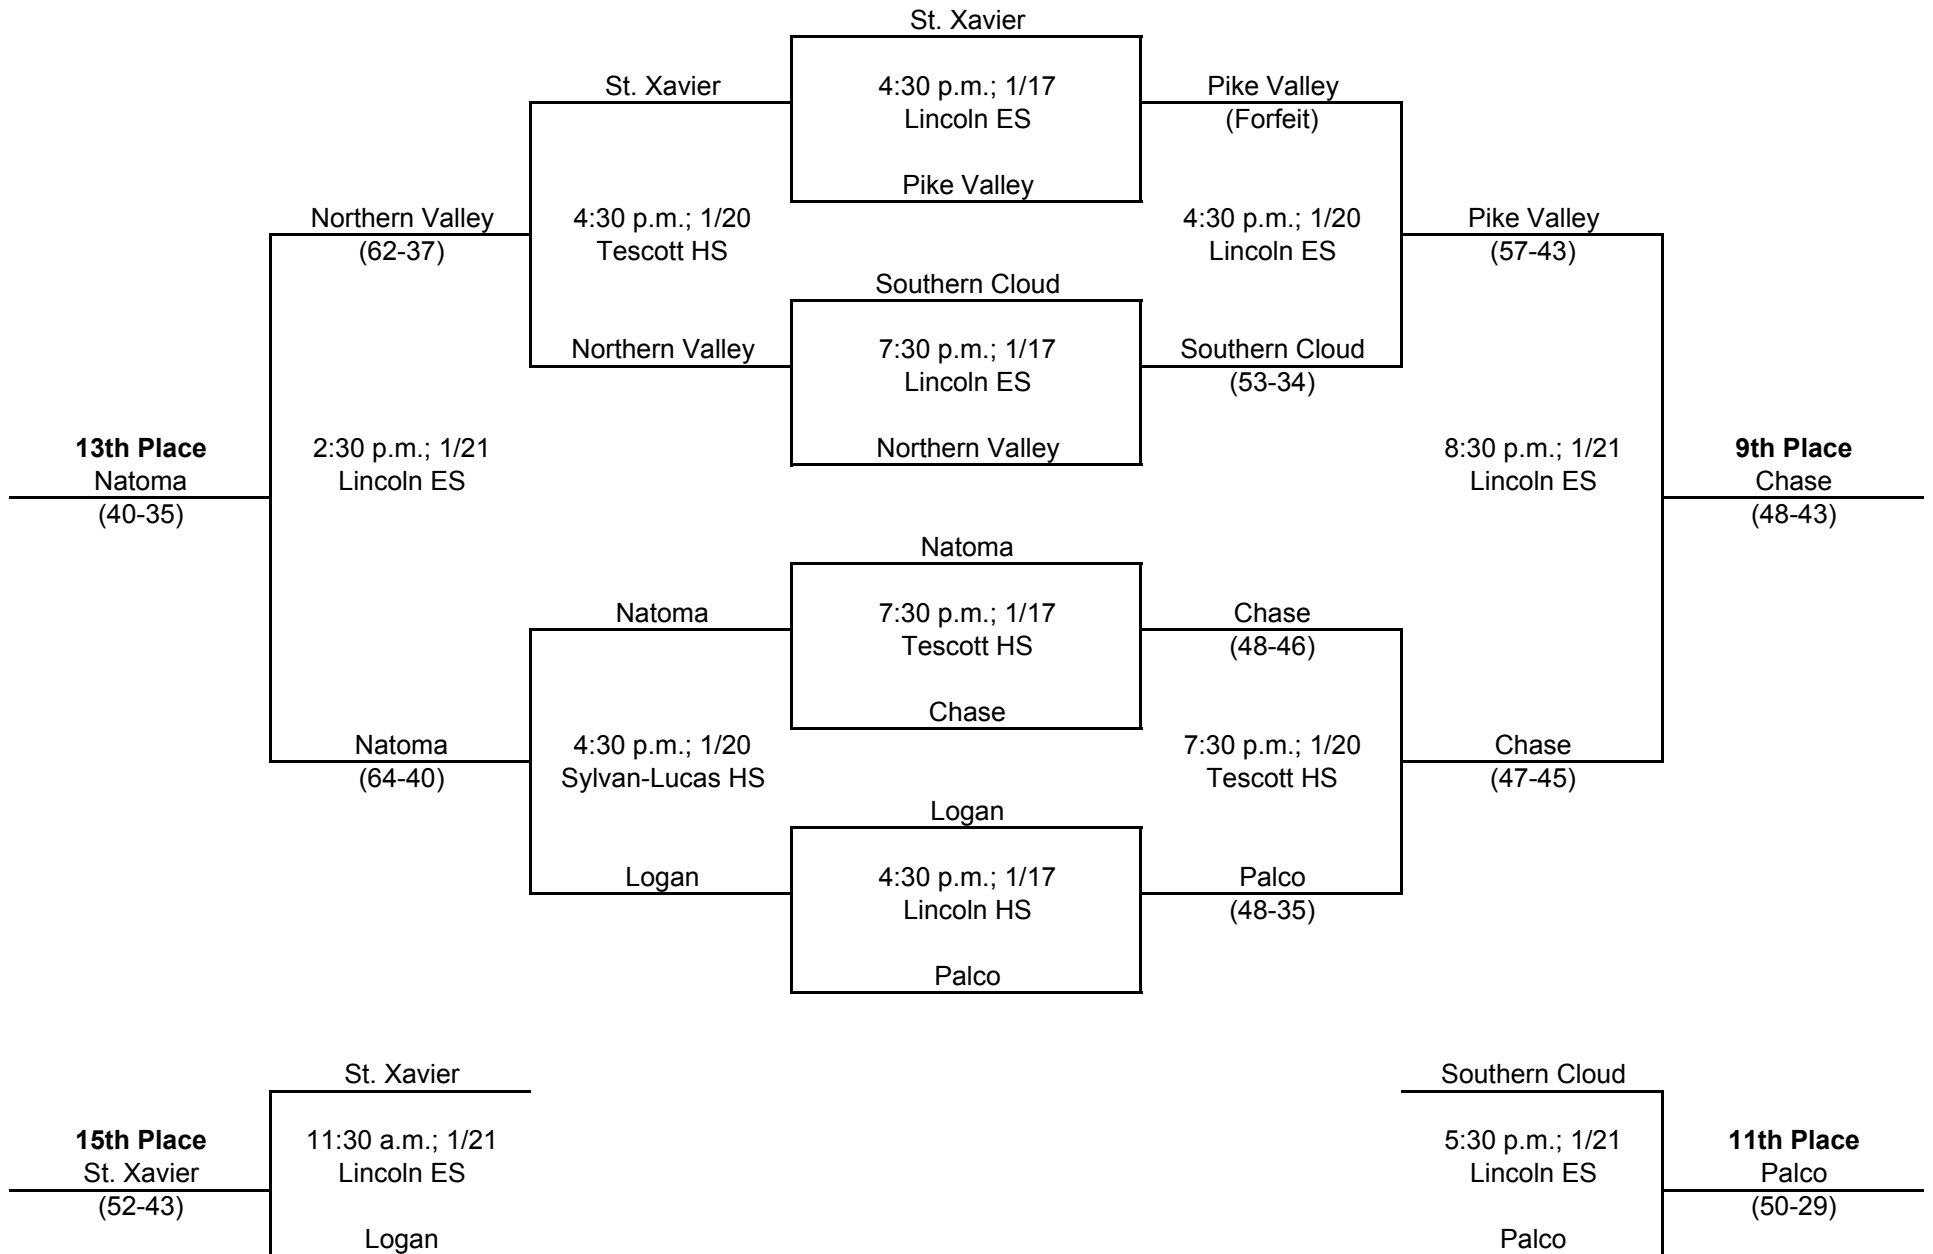 St. Xavier
St. Xavier
4:30 p.m.; 1/17
Pike Valley
Lincoln ES
(Forfeit)
Pike Valley
Northern Valley
4:30 p.m.; 1/20
4:30 p.m.; 1/20
Pike Valley
(62-37)
Tescott HS
Lincoln ES
(57-43)
Southern Cloud
Northern Valley
7:30 p.m.; 1/17
Southern Cloud
Lincoln ES
(53-34)
13th Place
2:30 p.m.; 1/21
Northern Valley
8:30 p.m.; 1/21
9th Place
Natoma
Lincoln ES
Lincoln ES
Chase
(40-35)
(48-43)
Natoma
Natoma
7:30 p.m.; 1/17
Chase
Tescott HS
(48-46)
Chase
Natoma
4:30 p.m.; 1/20
7:30 p.m.; 1/20
Chase
(64-40)
Sylvan-Lucas HS
Tescott HS
(47-45)
Logan
Logan
4:30 p.m.; 1/17
Palco
Lincoln HS
(48-35)
Palco
St. Xavier
Southern Cloud
15th Place
11:30 a.m.; 1/21
5:30 p.m.; 1/21
11th Place
St. Xavier
Lincoln ES
Lincoln ES
Palco
(52-43)
(50-29)
Logan
Palco